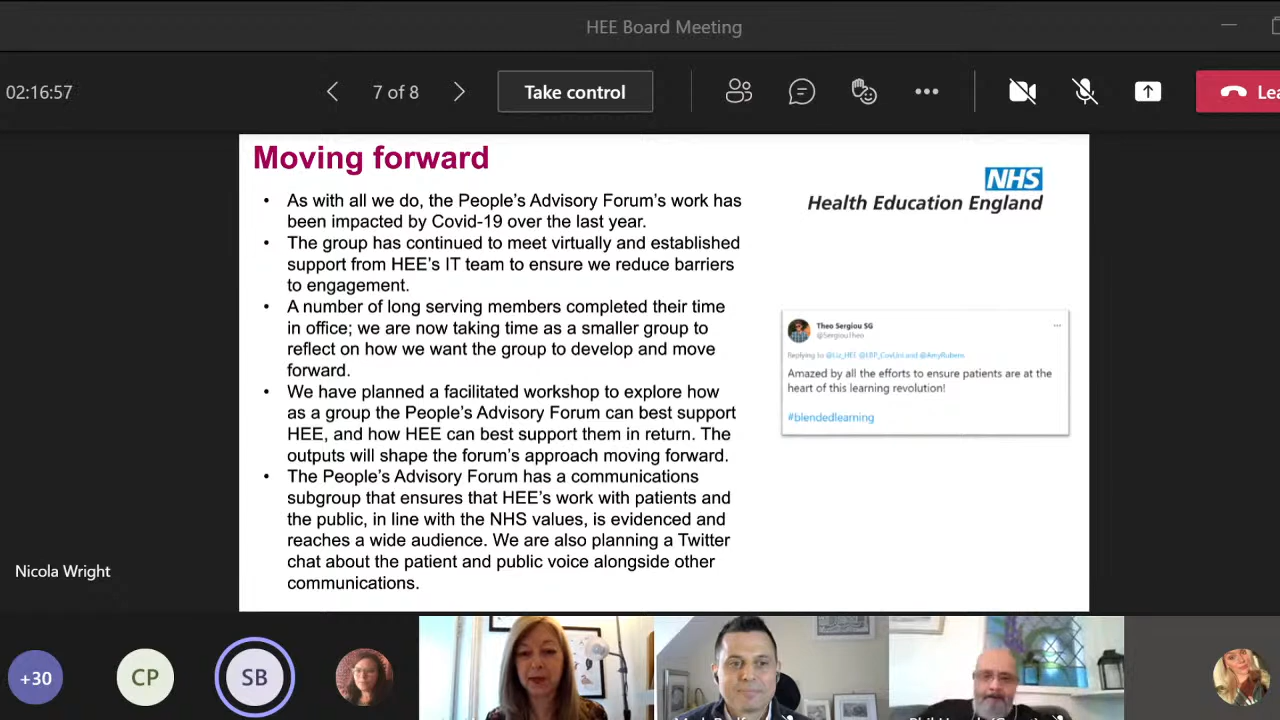 HEE Board Meeting
02:16:57
7 of 8
Take control
Moving forward
NHS
Health Education England
• As with all we do, the People's Advisory Forum's work has
been impacted by Covid-19 over the last year.
• The group has continued to meet virtually and established
support from HEE's IT team to ensure we reduce barriers
to engagement.
• A number of long serving members completed their time
in office; we are now taking time as a smaller group to
reflect on how we want the group to develop and move
forward.
• We have planned a facilitated workshop to explore how
as a group the People's Advisory Forum can best support
HEE, and how HEE can best support them in return. The
outputs will shape the forum's approach moving forward.
• The People's Advisory Forum has a communications
subgroup that ensures that HEE's work with patients and
the public, in line with the NHS values, is evidenced and
reaches a wide audience. We are also planning a Twitter
chat about the patient and public voice alongside other
communications.
Theo Sergiou SG
@SergiouTheo
Replying to @Liz_HEE @LBP_CovUni and @AmyRubens
Amazed by all the efforts to ensure patients are at the
heart of this learning revolution!
#blendedlearning
Nicola Wright
+30
CP
SB